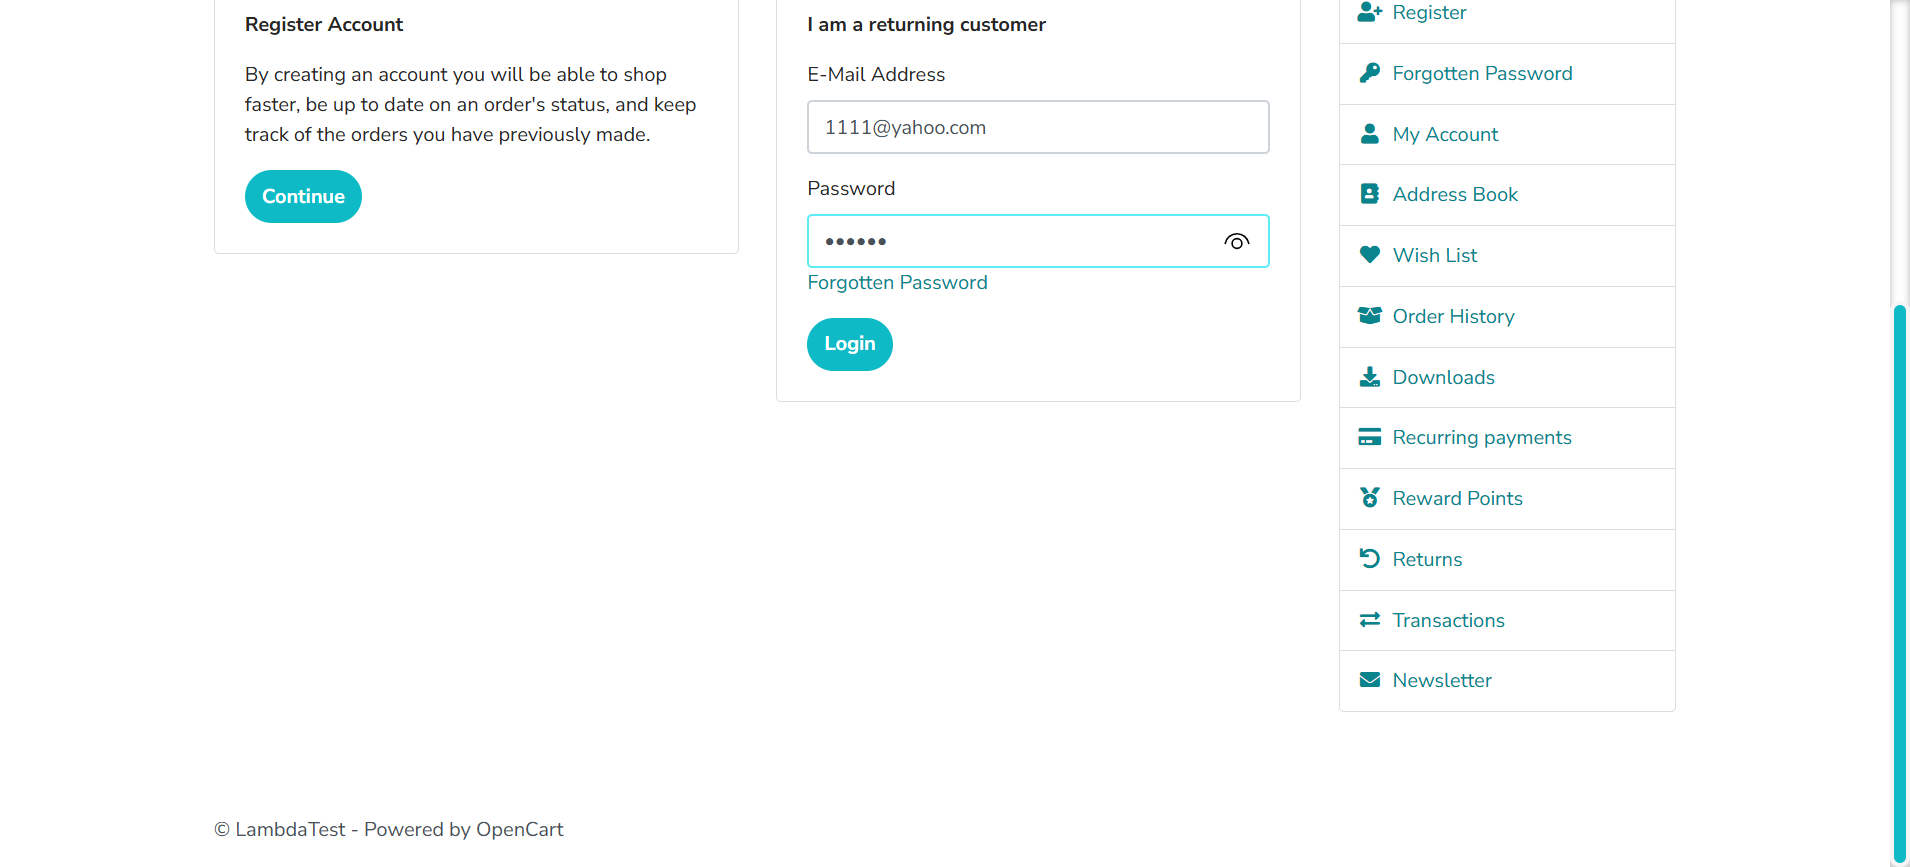 Register Account
By creating an account you will be able to shop
faster, be up to date on an order's status, and keep
track of the orders you have previously made.
Continue
I am a returning customer
E-Mail Address
1111@yahoo.com
Password
••••••
Forgotten Password
Login
Register
Forgotten Password
My Account
Address Book
Wish List
Order History
Downloads
Recurring payments
Reward Points
Returns
Transactions
Newsletter
© LambdaTest - Powered by OpenCart